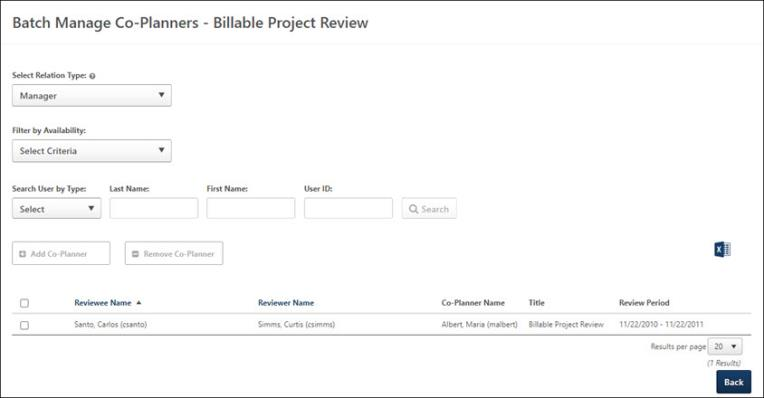 Batch Manage Co-Planners - Billable Project Review
Select Relation Type:
Manager
Filter by Availability:
Select Criteria
Search User by Type: Last Name: First Name: User ID:
Select Search
Add Co-Planner Remove Co-Planner
Reviewee Name Reviewer Name Co-Planner Name Title Review Period
Santo, Carlos (csanto) Simms, Curtis (csimms) Albert, Maria (malbert) Billable Project Review 11/22/2010 - 11/22/2011
Results per page 20
(1 Results)
Back